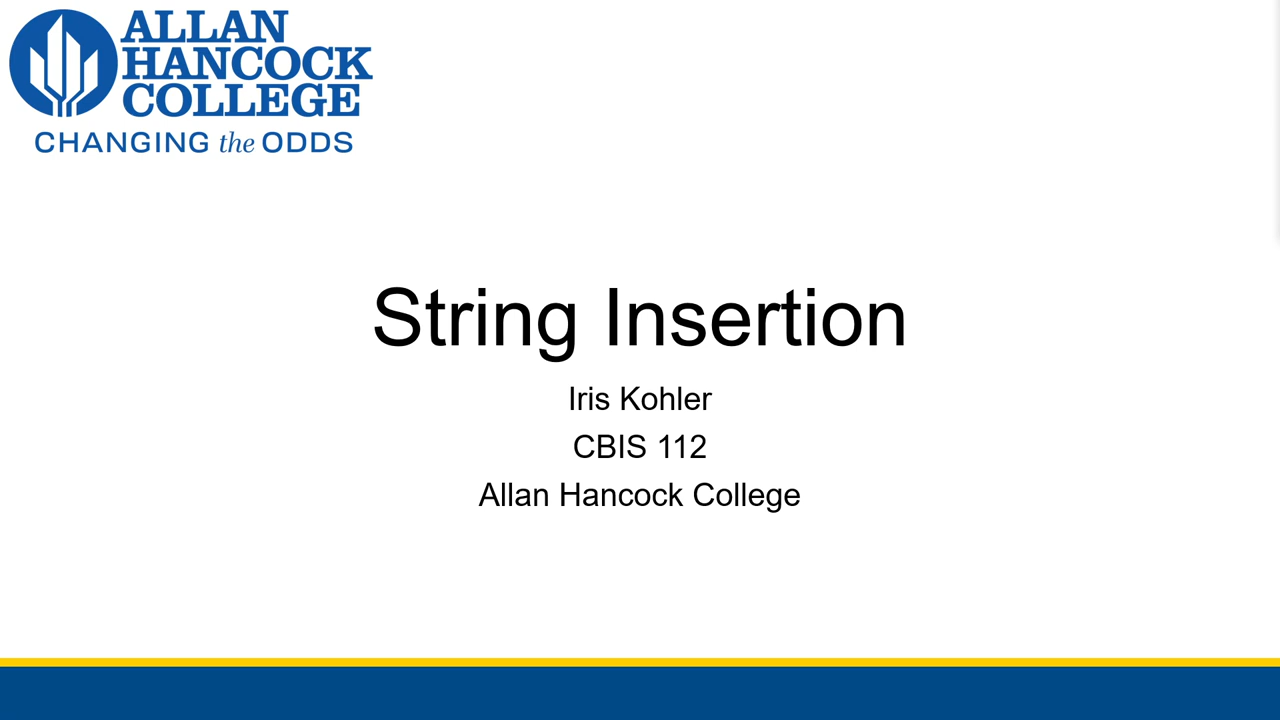 ALLAN
HANCOCK
COLLEGE
CHANGING the ODDS
String Insertion
Iris Kohler
CBIS 112
Allan Hancock College